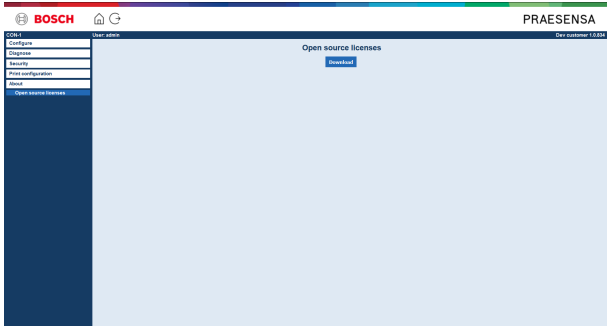 BOSCH
PRAESENSA
CON-1
User: admin
Dev customer 1.0.834
Configure
Diagnose
Security
Print configuration
About
Open source licenses
Open source licenses
Download